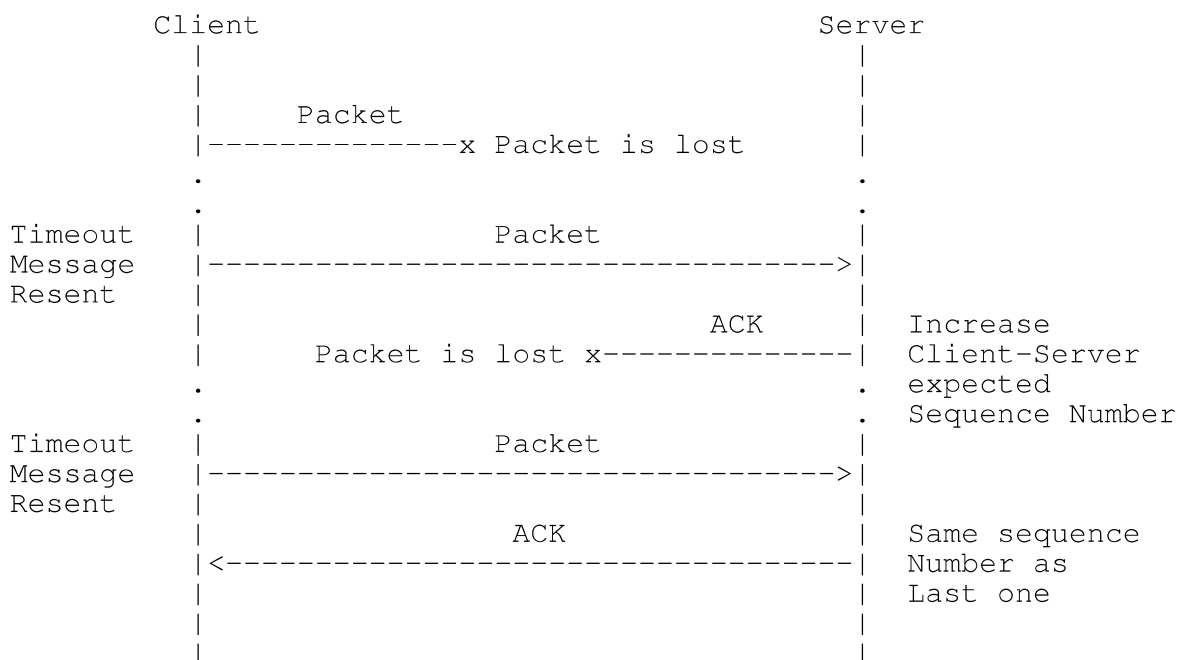 Client Server
Packet
x Packet is lost
Timeout Packet
Message
Resent
ACK Increase
Packet is lost x Client-Server
expected
Sequence Number
Timeout Packet
Message
Resent
ACK Same sequence
Number as
Last one